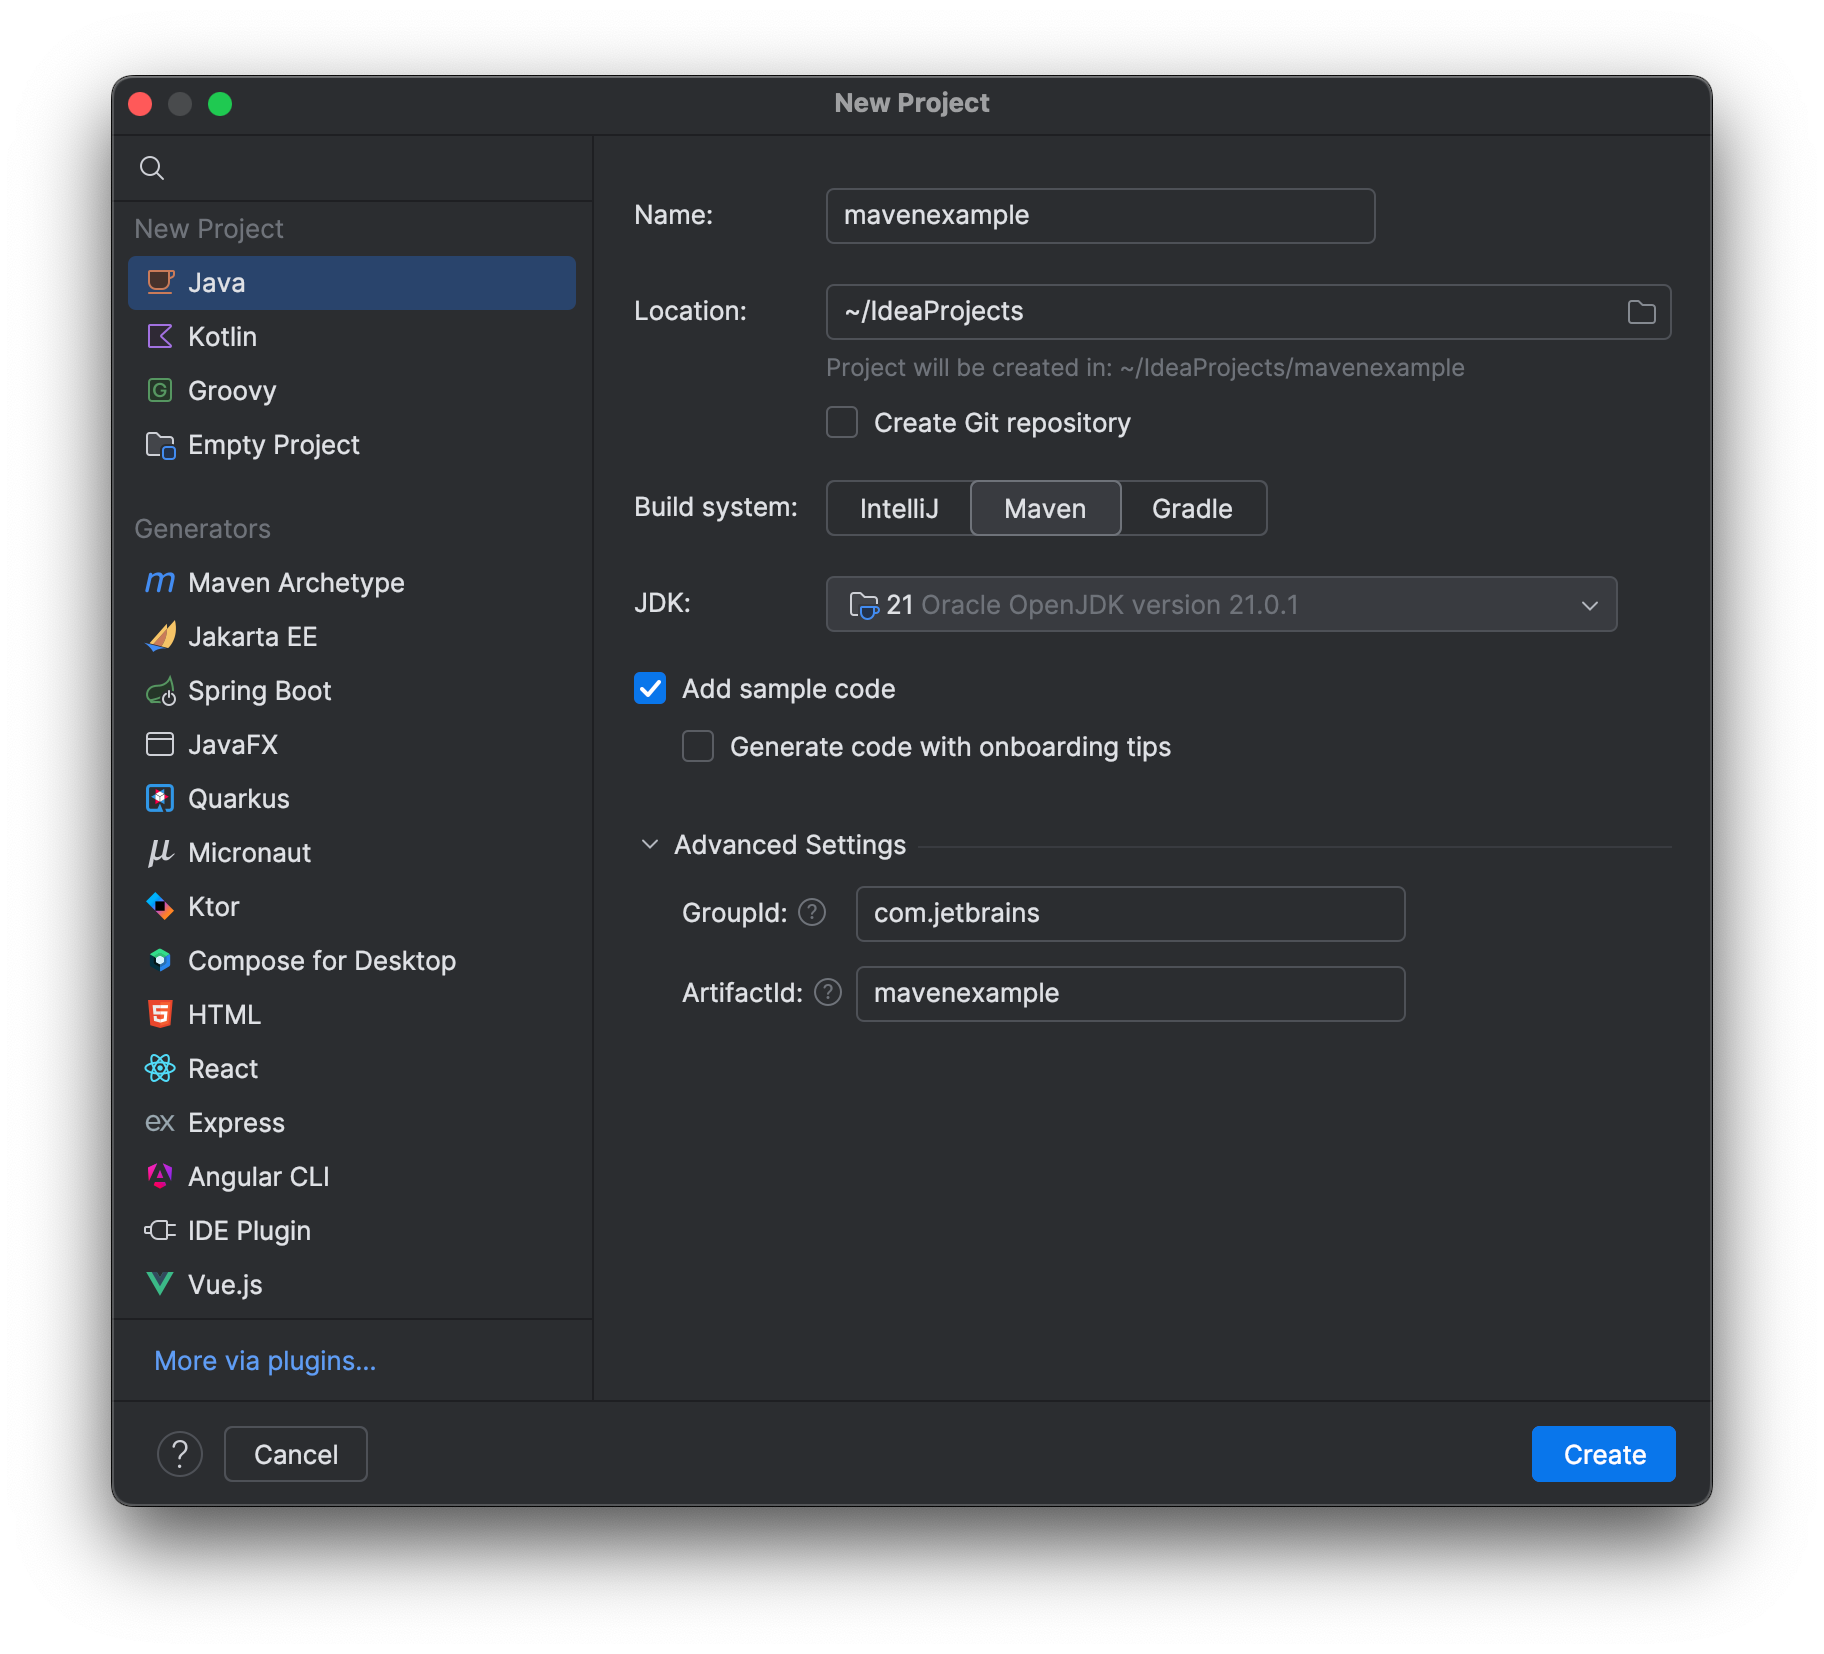 New Project
New Project
Java
Kotlin
G Groovy
Empty Project
Generators
m Maven Archetype
Jakarta EE
Spring Boot
JavaFX
Quarkus
μ Micronaut
Ktor
Compose for Desktop
5 HTML
React
ex Express
Angular CLI
IDE Plugin
Vue.js
More via plugins...
Name: mavenexample
Location: ~/IdeaProjects
Project will be created in: ~/IdeaProjects/mavenexample
Create Git repository
Build system: IntelliJ Maven Gradle
JDK: 21 Oracle OpenJDK version 21.0.1
Add sample code
Generate code with onboarding tips
Advanced Settings
GroupId: ? com.jetbrains
ArtifactId: ? mavenexample
? Cancel Create